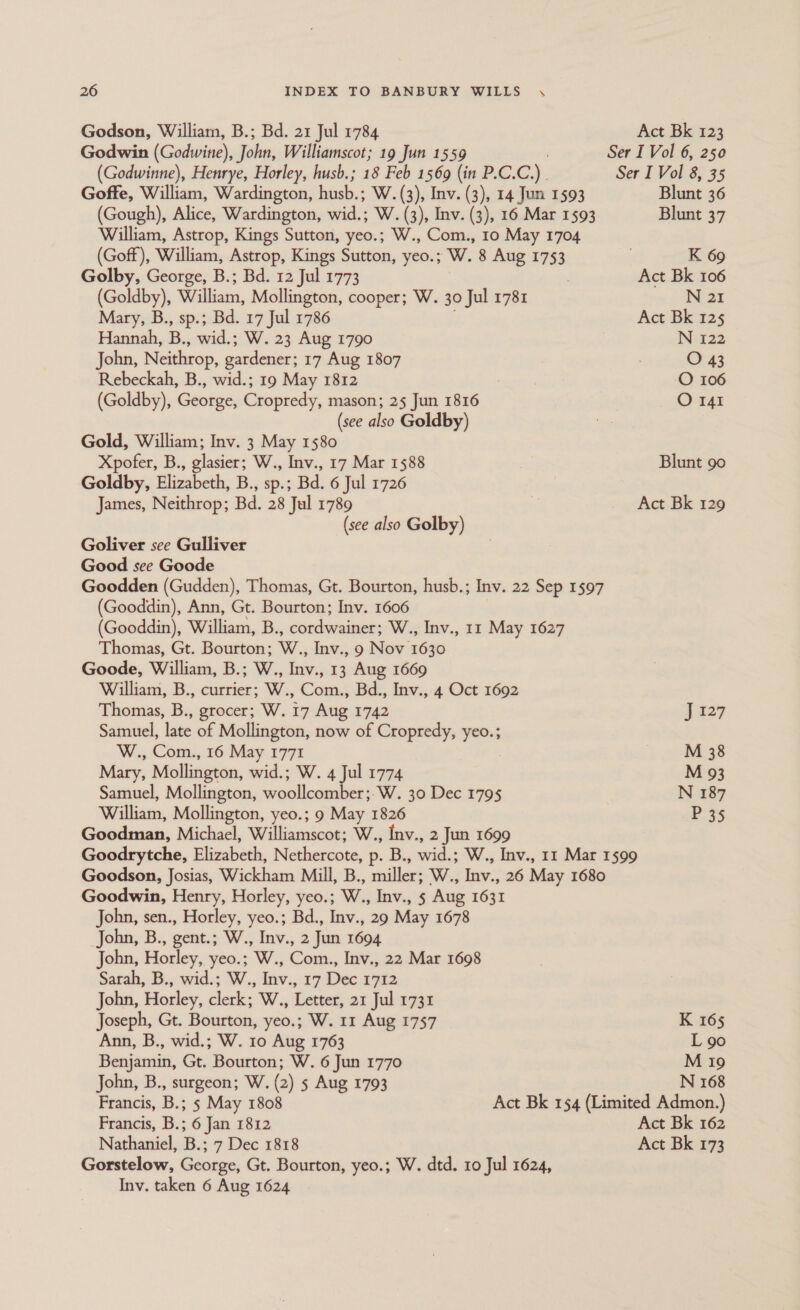 26 INDEX TO BANBURY WILLS
Godson, William, B.; Bd. 21 Jul 1784 Act Bk 123
Godwin (Godwine), John, Williamscot; 19 Jun 1559 Ser I Vol 6, 250
(Godwinne), Henrye, Horley, husb.; 18 Feb 1569 (in P.C.C.) Ser I Vol 8, 35
Goffe, William, Wardington, husb.; W. (3), Inv. (3), 14 Jun 1593 Blunt 36
(Gough), Alice, Wardington, wid.; W. (3), Inv. (3), 16 Mar 1593 Blunt 37
William, Astrop, Kings Sutton, yeo.; W., Com., 10 May 1704
(Goff), William, Astrop, Kings Sutton, yeo.; W. 8 Aug 1753 K 69
Golby, George, B.; Bd. 12 Jul 1773 Act Bk 106
(Goldby), William, Mollington, cooper; W. 30 Jul 1781 N 21
Mary, B., sp.; Bd. 17 Jul 1786 Act Bk 125
Hannah, B., wid.; W. 23 Aug 1790 N 122
John, Neithrop, gardener; 17 Aug 1807 O 43
Rebeckah, B., wid.; 19 May 1812 O 106
(Goldby), George, Cropredy, mason; 25 Jun 1816 O 141
(see also Goldby)
Gold, William; Inv. 3 May 1580
Xpofer, B., glasier; W., Inv., 17 Mar 1588 Blunt 90
Goldby, Elizabeth, B., sp.; Bd. 6 Jul 1726
James, Neithrop; Bd. 28 Jul 1789 Act Bk 129
(see also Golby)
Goliver see Gulliver
Good see Goode
Goodden (Gudden), Thomas, Gt. Bourton, husb.; Inv. 22 Sep 1597
(Gooddin), Ann, Gt. Bourton; Inv. 1606
(Gooddin), William, B., cordwainer; W., Inv., 11 May 1627
Thomas, Gt. Bourton; W., Inv., 9 Nov 1630
Goode, William, B.; W., Inv., 13 Aug 1669
William, B., currier; W., Com., Bd., Inv., 4 Oct 1692
Thomas, B., grocer; W. 17 Aug 1742 J 127
Samuel, late of Mollington, now of Cropredy, yeo.;
W., Com., 16 May 1771 M 38
Mary, Mollington, wid.; W. 4 Jul 1774 M 93
Samuel, Mollington, woollcomber; W. 30 Dec 1795 N 187
William, Mollington, yeo.; 9 May 1826 P 35
Goodman, Michael, Williamscot; W., Inv., 2 Jun 1699
Goodrytche, Elizabeth, Nethercote, p. B., wid.; W., Inv., 11 Mar 1599
Goodson, Josias, Wickham Mill, B., miller; W., Inv., 26 May 1680
Goodwin, Henry, Horley, yeo.; W., Inv., 5 Aug 1631
John, sen., Horley, yeo.; Bd., Inv., 29 May 1678
John, B., gent.; W., Inv., 2 Jun 1694
John, Horley, yeo.; W., Com., Inv., 22 Mar 1698
Sarah, B., wid.; W., Inv., 17 Dec 1712
John, Horley, clerk; W., Letter, 21 Jul 1731
Joseph, Gt. Bourton, yeo.; W. 11 Aug 1757 K 165
Ann, B., wid.; W. 10 Aug 1763 L 90
Benjamin, Gt. Bourton; W. 6 Jun 1770 M 19
John, B., surgeon; W. (2) 5 Aug 1793 N 168
Francis, B.; 5 May 1808 Act Bk 154 (Limited Admon.)
Francis, B.; 6 Jan 1812 Act Bk 162
Nathaniel, B.; 7 Dec 1818 Act Bk 173
Gorstelow, George, Gt. Bourton, yeo.; W. dtd. 10 Jul 1624,
Inv. taken 6 Aug 1624